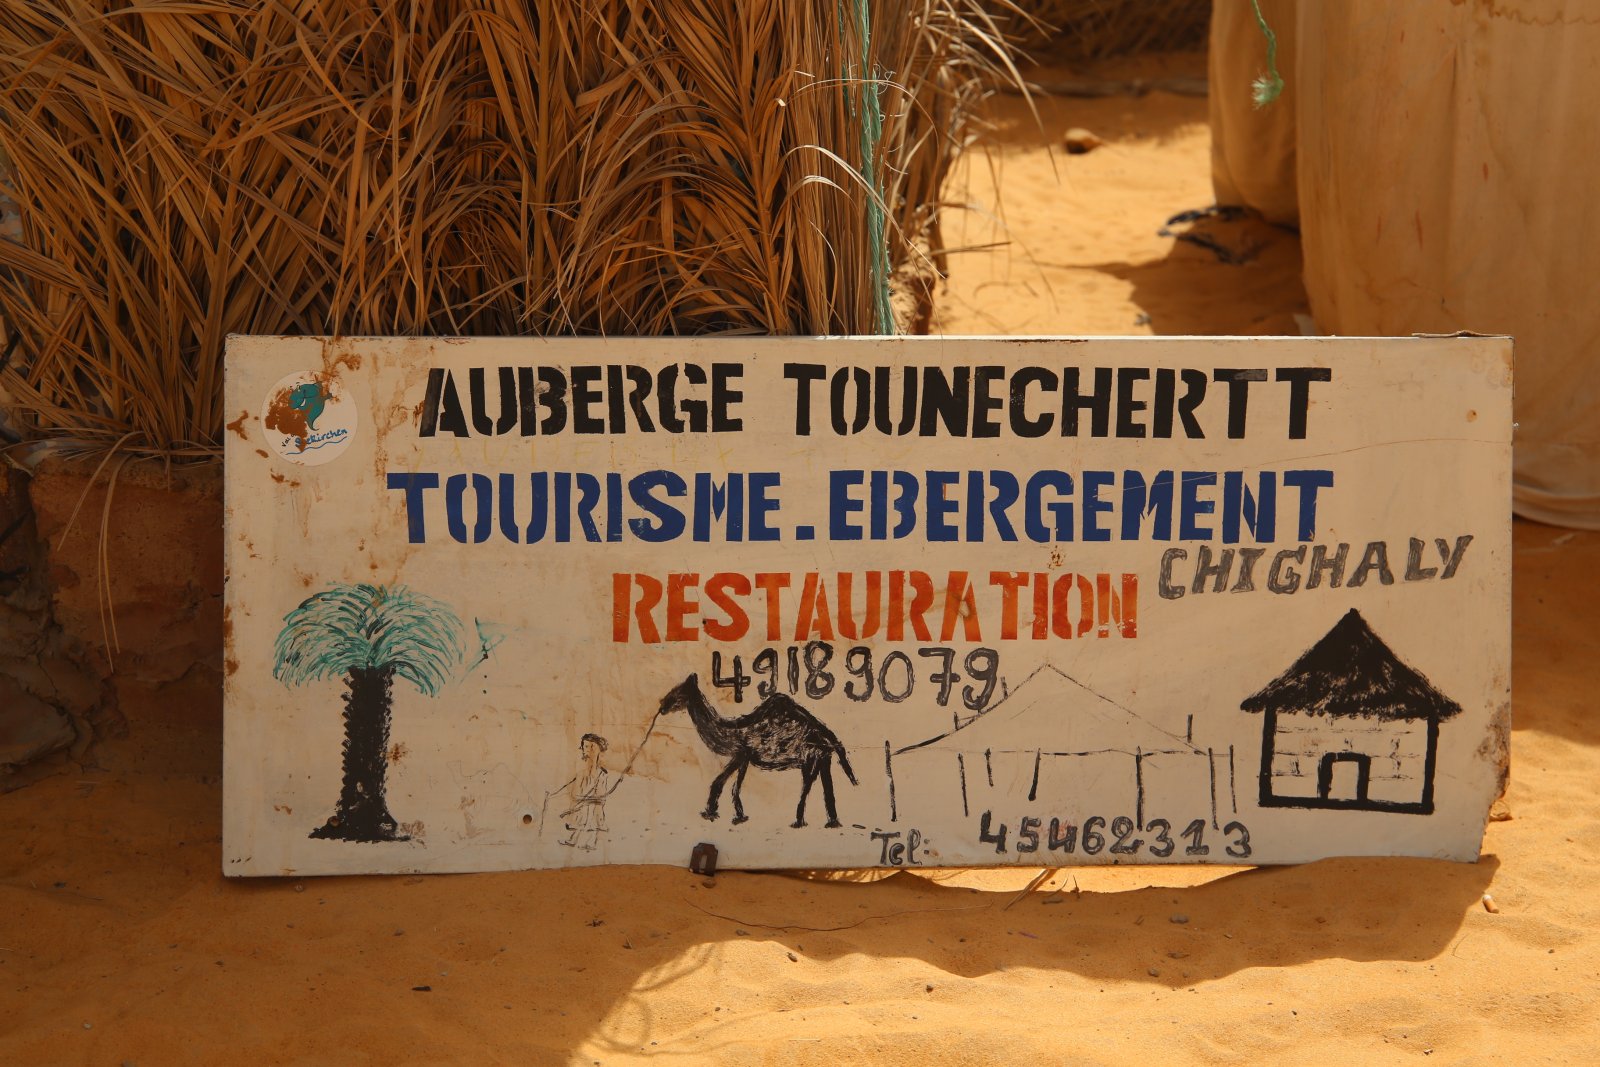 AUBERGE TOUNECHERTT
TOURISME.EBERGEMENT
CHIGHALY
RESTAURATION
49189079
Tel: 45462313